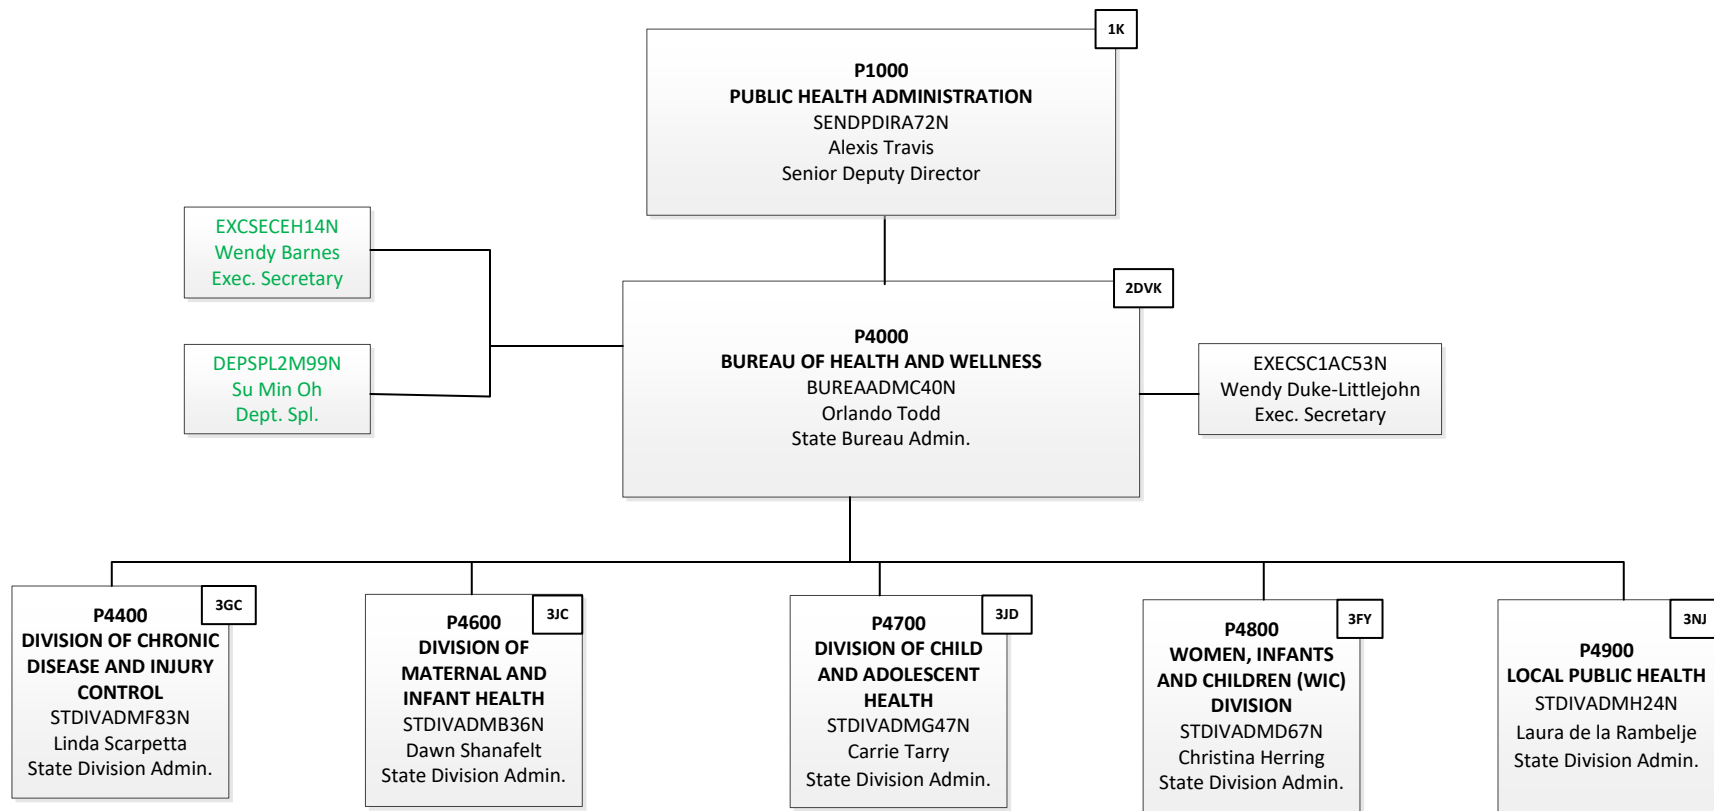 1K
P1000
PUBLIC HEALTH ADMINISTRATION
SENDPDIRA72N
Alexis Travis
Senior Deputy Director
EXCSECEH14N
Wendy Barnes
Exec. Secretary
DEPSPL2M99N
Su Min Oh
Dept. Spl.
2DVK
P4000
BUREAU OF HEALTH AND WELLNESS
BUREAADMC40N
Orlando Todd
State Bureau Admin.
EXECSC1AC53N
Wendy Duke-Littlejohn
Exec. Secretary
3GC
P4400
DIVISION OF CHRONIC
DISEASE AND INJURY
CONTROL
STDIVADMF83N
Linda Scarpetta
State Division Admin.
3JC
P4600
DIVISION OF
MATERNAL AND
INFANT HEALTH
STDIVADMB36N
Dawn Shanafelt
State Division Admin.
3JD
P4700
DIVISION OF CHILD
AND ADOLESCENT
HEALTH
STDIVADMG47N
Carrie Tarry
State Division Admin.
3FY
P4800
WOMEN, INFANTS
AND CHILDREN (WIC)
DIVISION
STDIVADMD67N
Christina Herring
State Division Admin.
3NJ
P4900
LOCAL PUBLIC HEALTH
STDIVADMH24N
Laura de la Rambelje
State Division Admin.